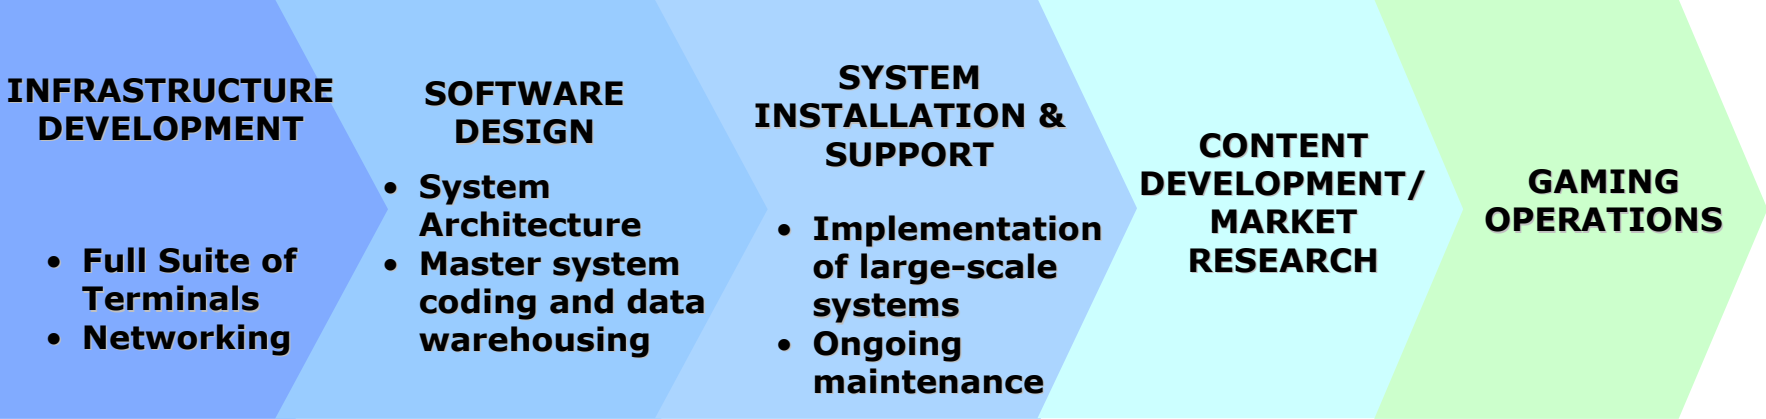 INFRASTRUCTURE
DEVELOPMENT
• Full Suite of
Terminals
• Networking
SOFTWARE
DESIGN
• System
Architecture
• Master system
coding and data
warehousing
SYSTEM
INSTALLATION &
SUPPORT
• Implementation
of large-scale
systems
• Ongoing
maintenance
CONTENT
DEVELOPMENT/
MARKET
RESEARCH
GAMING
OPERATIONS